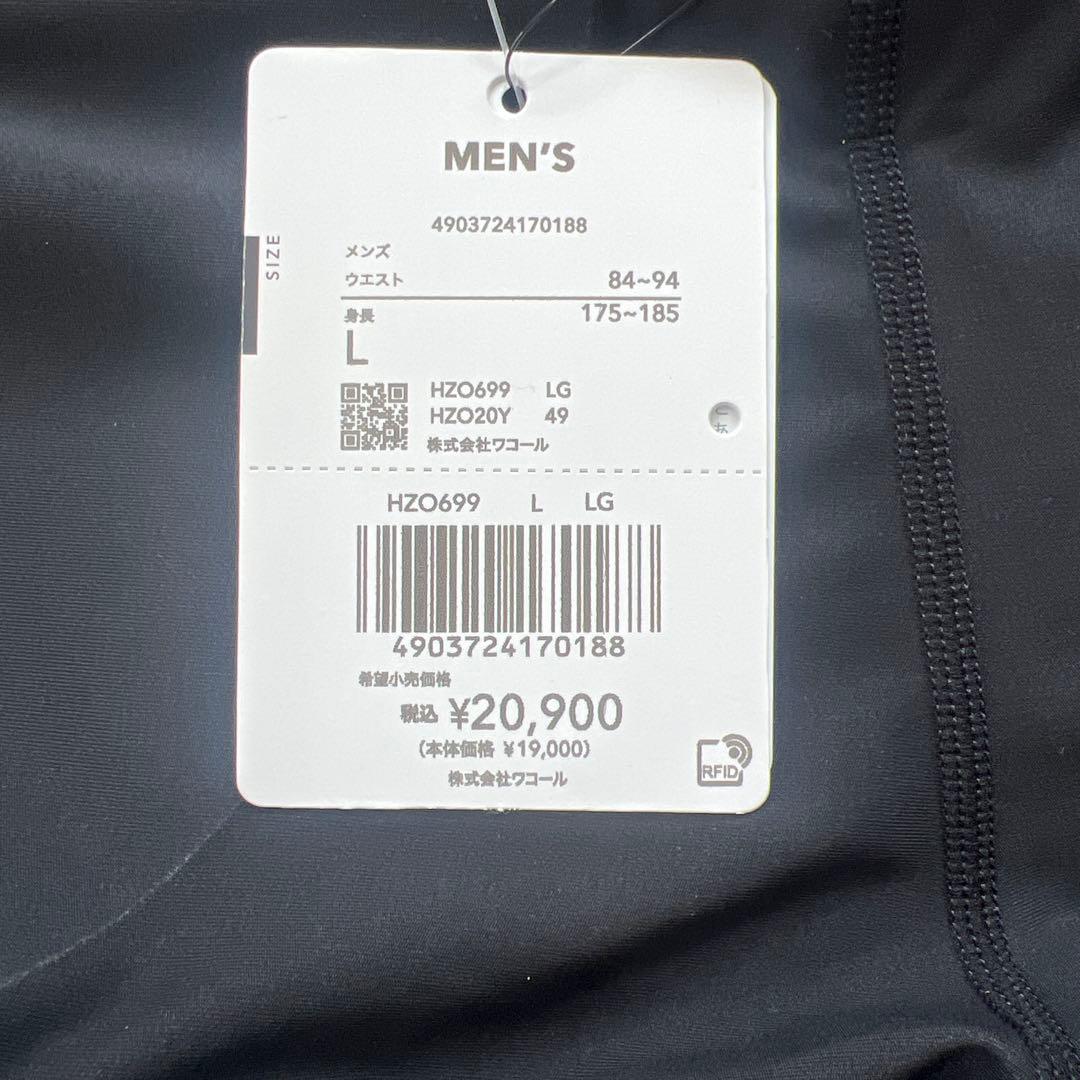 MEN'S
4903724170188
SIZE
メンズ
ウエスト 84~94
身長 175~185
L
HZO699 LG
HZO20Y 49
株式会社ワコール
HZO699 L LG
4903724170188
希望小売価格
税込 ¥20,900
(本体価格 ¥19,000)
株式会社ワコール
RFID